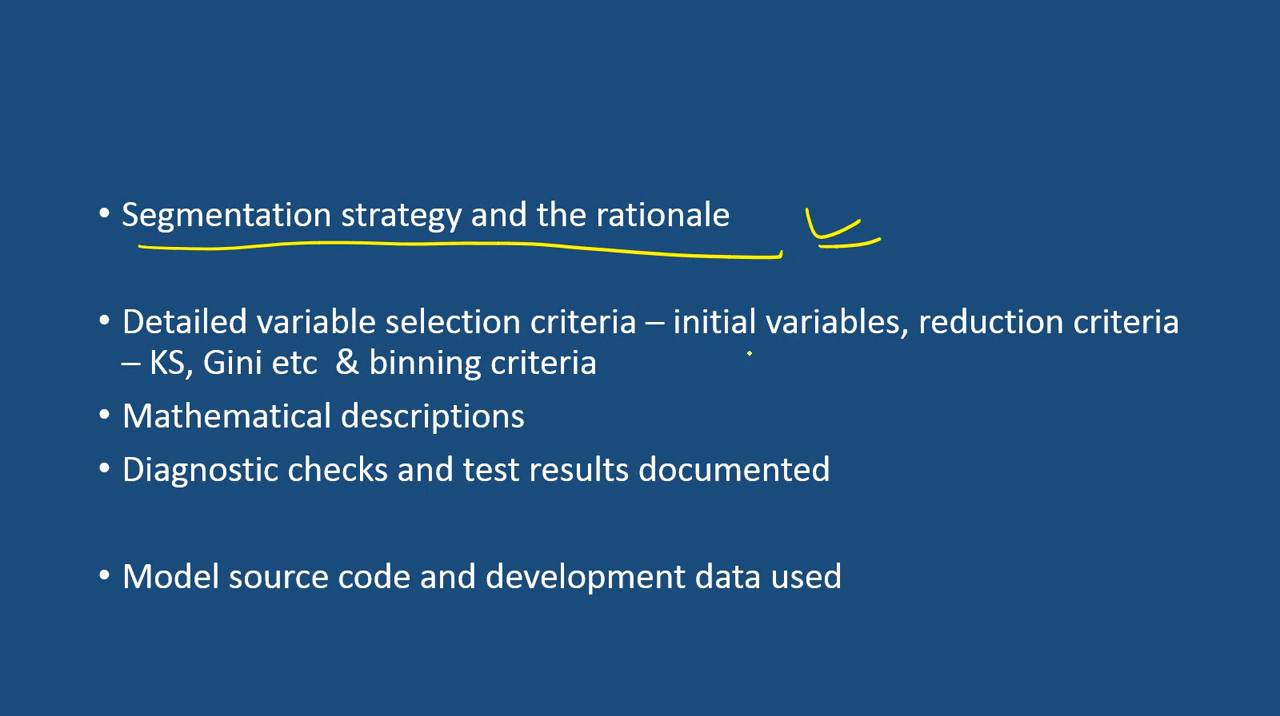 • Segmentation strategy and the rationale
• Detailed variable selection criteria – initial variables, reduction criteria
– KS, Gini etc & binning criteria
• Mathematical descriptions
• Diagnostic checks and test results documented
• Model source code and development data used